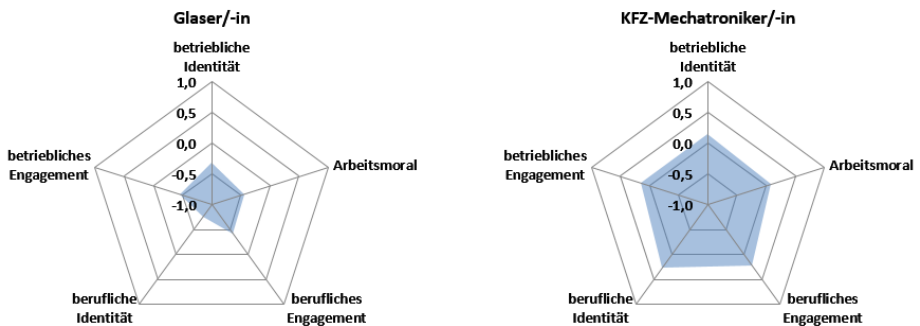 Glaser/-in
betriebliche
Identität
1,0
0,5
0,0
-0,5
-1,0
Arbeitsmoral
berufliches
Engagement
berufliche
Identität
betriebliches
Engagement
KFZ-Mechatroniker/-in
betriebliche
Identität
1,0
0,5
0,0
-0,5
-1,0
Arbeitsmoral
berufliches
Engagement
berufliche
Identität
betriebliches
Engagement